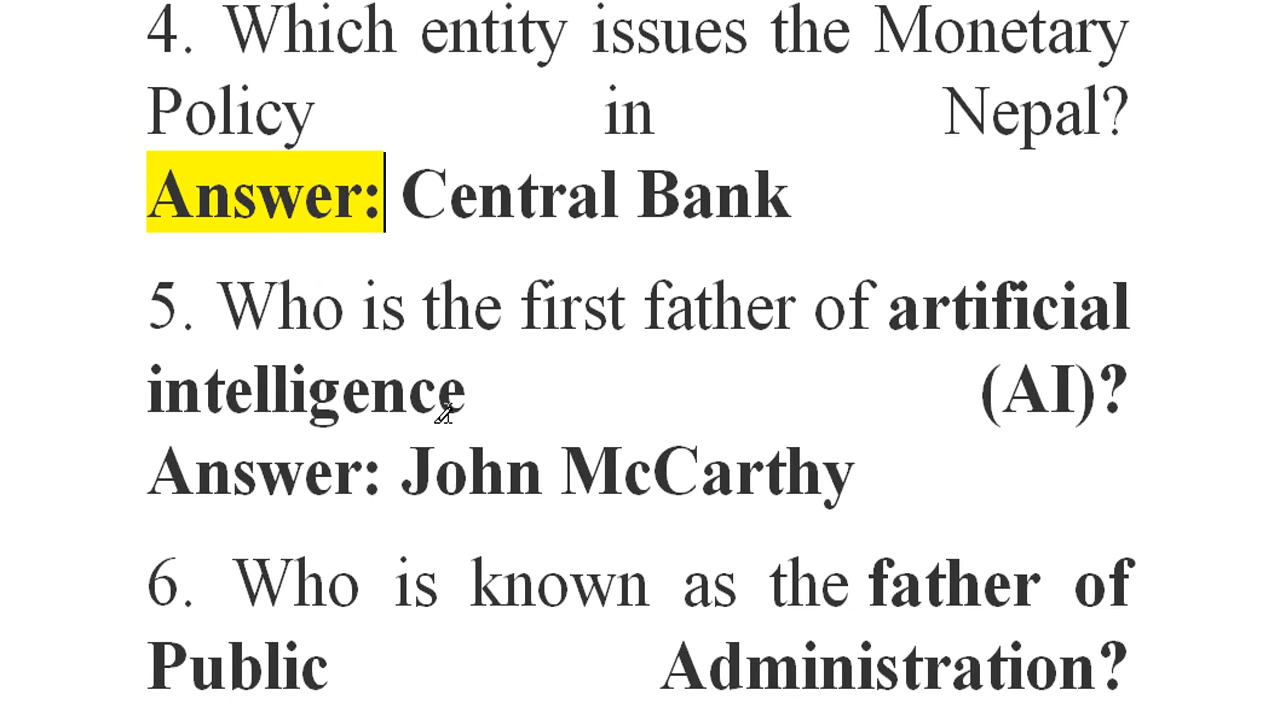 4. Which entity issues the Monetary
Policy in Nepal?
Answer: Central Bank
5. Who is the first father of artificial
intelligence (AI)?
Answer: John McCarthy
6. Who is known as the father of
Public Administration?